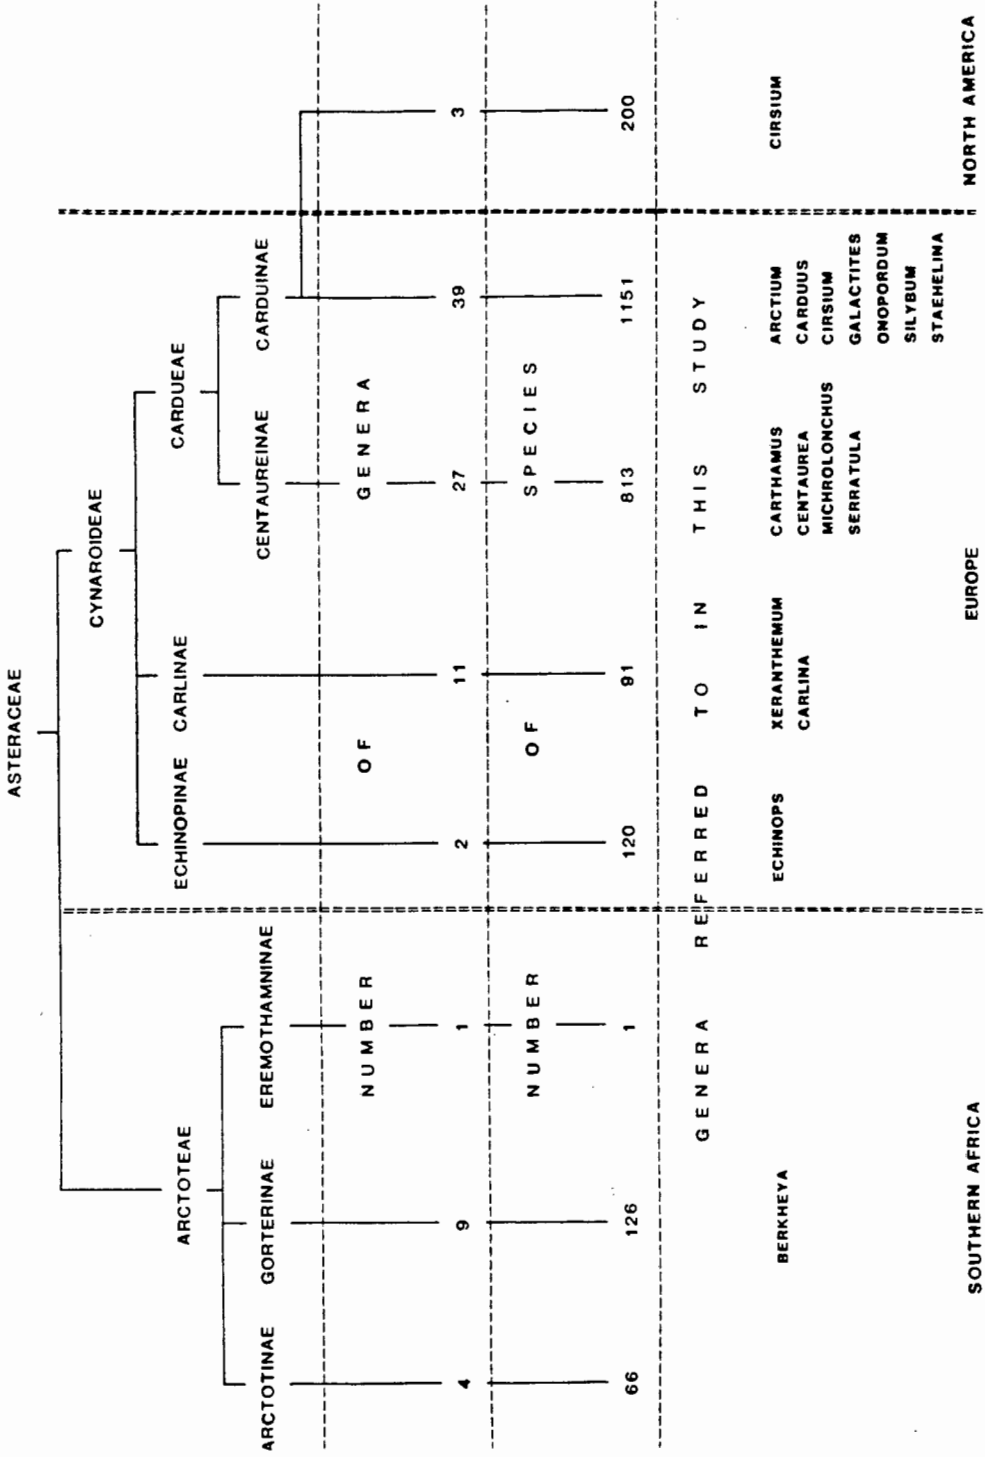 ASTERACEAE
CYNAROIDEAE
ARCTOTEAE
ECHINOPINAE CARLINAE CARDUEAE
ARCTOTINAE GORTERINAE EREMOTHAMNINAE CENTAUREINAE CARDUINAE
NUMBER OF GENERA
4 9 1 2 11 27 39 3
NUMBER OF SPECIES
66 126 1 120 91 813 1151 200
GENERA REFERRED TO IN THIS STUDY
BERKHEYA
ECHINOPS
XERANTHEMUM
CARLINA
CARTHAMUS
CENTAUREA
MICHROLONCHUS
SERRATULA
ARCTIUM
CARDUUS
CIRSIUM
GALACTITES
ONOPORDUM
SILYBUM
STAEHELINA
CIRSIUM
SOUTHERN AFRICA EUROPE NORTH AMERICA